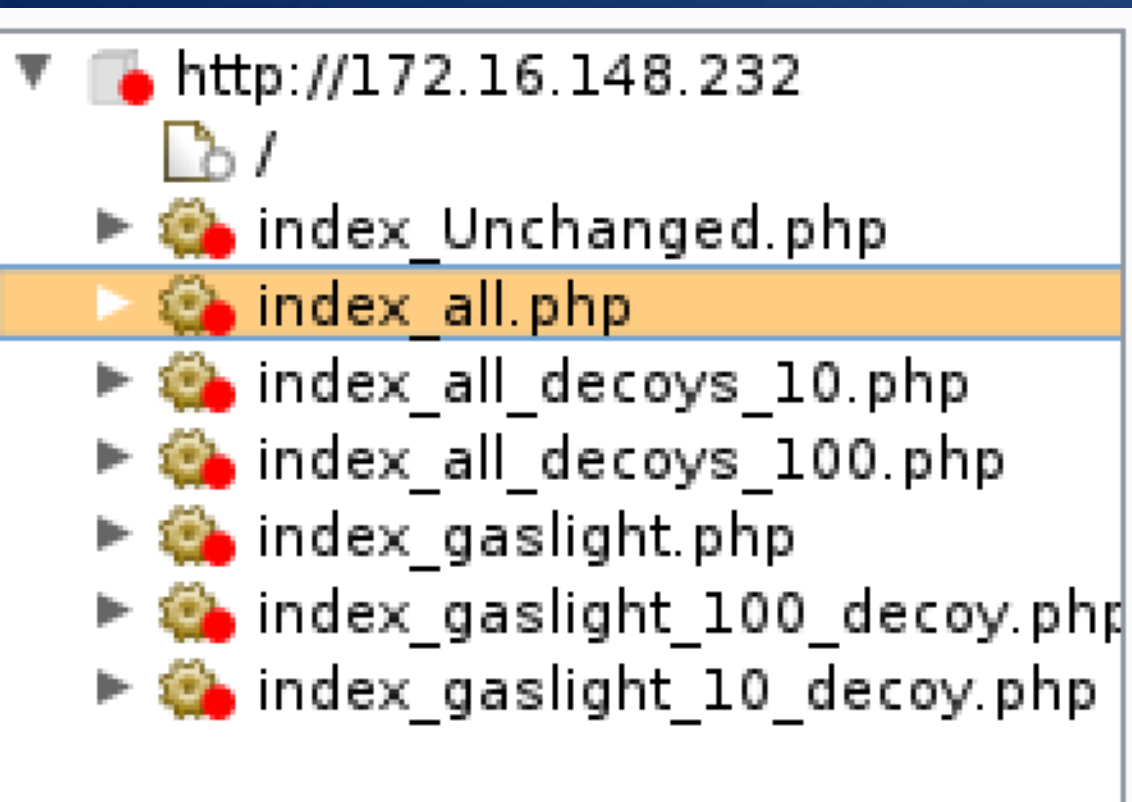 http://172.16.148.232
/
index_Unchanged.php
index_all.php
index_all_decoys_10.php
index_all_decoys_100.php
index_gaslight.php
index_gaslight_100_decoy.php
index_gaslight_10_decoy.php